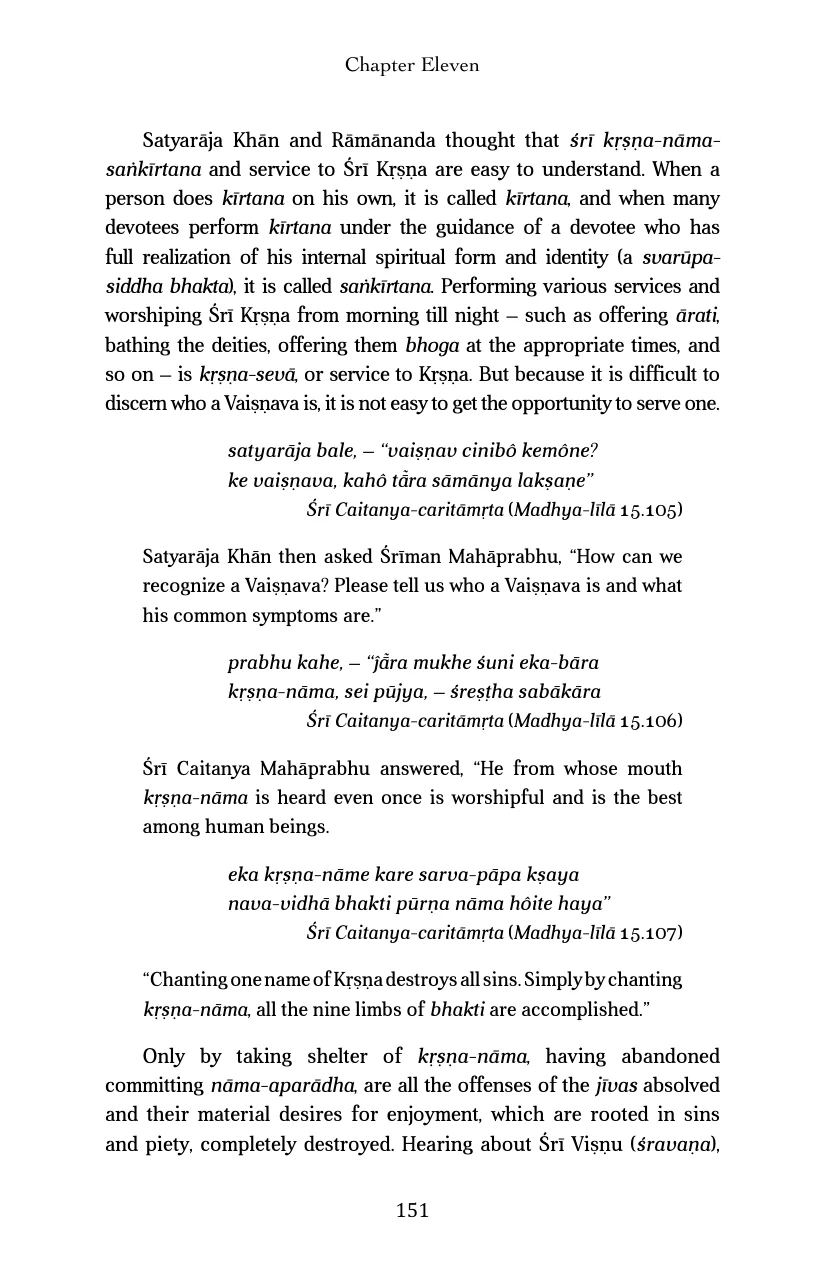 Chapter Eleven
Satyarāja Khān and Rāmānanda thought that śrī kṛṣṇa-nāma-
saṅkīrtana and service to Śrī Kṛṣṇa are easy to understand. When a
person does kīrtana on his own, it is called kīrtana, and when many
devotees perform kīrtana under the guidance of a devotee who has
full realization of his internal spiritual form and identity (a svarūpa-
siddha bhakta), it is called saṅkīrtana. Performing various services and
worshiping Śrī Kṛṣṇa from morning till night – such as offering ārati,
bathing the deities, offering them bhoga at the appropriate times, and
so on – is kṛṣṇa-sevā, or service to Kṛṣṇa. But because it is difficult to
discern who a Vaiṣṇava is, it is not easy to get the opportunity to serve one.
satyarāja bale, – “vaiṣṇav cinibô kemône?
ke vaiṣṇava, kahô tā̐ra sāmānya lakṣaṇe”
Śrī Caitanya-caritāmṛta (Madhya-līlā 15.105)
Satyarāja Khān then asked Śrīman Mahāprabhu, “How can we
recognize a Vaiṣṇava? Please tell us who a Vaiṣṇava is and what
his common symptoms are.”
prabhu kahe, – “ĵā̐ra mukhe śuni eka-bāra
kṛṣṇa-nāma, sei pūjya, – śreṣṭha sabākāra
Śrī Caitanya-caritāmṛta (Madhya-līlā 15.106)
Śrī Caitanya Mahāprabhu answered, “He from whose mouth
kṛṣṇa-nāma is heard even once is worshipful and is the best
among human beings.
eka kṛṣṇa-nāme kare sarva-pāpa kṣaya
nava-vidhā bhakti pūrṇa nāma hôite haya”
Śrī Caitanya-caritāmṛta (Madhya-līlā 15.107)
“Chanting one name of Kṛṣṇa destroys all sins. Simply by chanting
kṛṣṇa-nāma, all the nine limbs of bhakti are accomplished.”
Only by taking shelter of kṛṣṇa-nāma, having abandoned
committing nāma-aparādha, are all the offenses of the jīvas absolved
and their material desires for enjoyment, which are rooted in sins
and piety, completely destroyed. Hearing about Śrī Viṣṇu (śravaṇa),
151